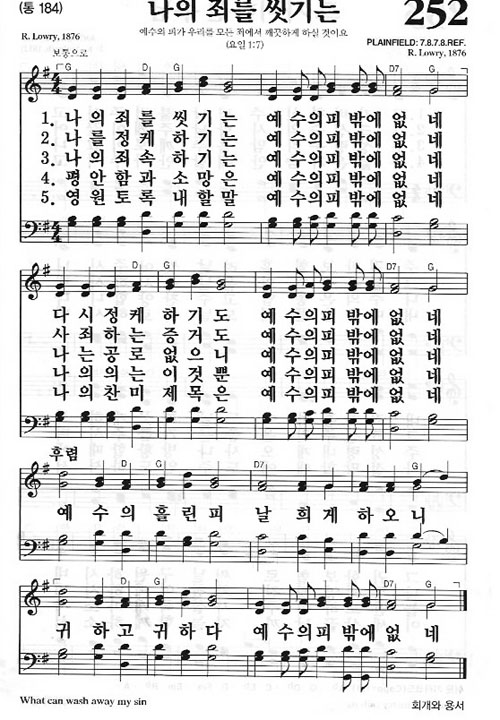 (통 184)
나의 죄를 씻기는
252
예수의 피가 우리를 모든 죄에서 깨끗하게 하실 것이요
(요일 1:7)
R. Lowry, 1876
보통으로
PLAINFIELD: 7.8.7.8.REF.
R. Lowry, 1876
G D G D7 G
1. 나의죄를 씻기는 예수의피밖에없네
2. 나를정케 하기는 예수의피밖에없네
3. 나의죄속 하기는 예수의피밖에없네
4. 평안함과 소망은 예수의피밖에없네
5. 영원토록 내할말 예수의피밖에없네
G D G D7 G
다시정케 하기도 예수의피밖에없네
사죄하는 증거도 예수의피밖에없네
나는공로 없으니 예수의피밖에없네
나의의는 이것뿐 예수의피밖에없네
나의찬미 제목은 예수의피밖에없네
후렴
G D G D7 G
예수의흘린피 날희게하오니
G D G D7 G
귀하고귀하다 예수의피밖에없네
What can wash away my sin
회개와 용서